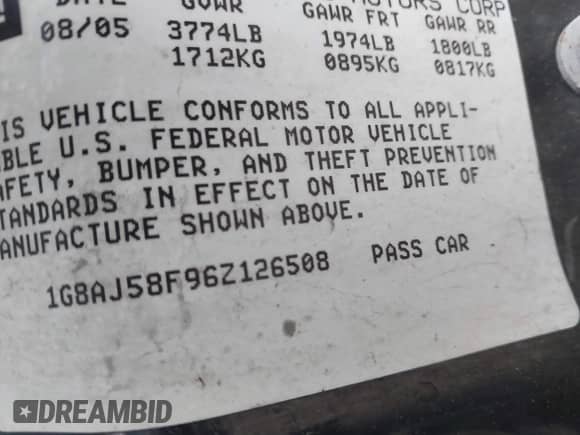 GVWR GAWR FRT GAWR RR
08/05 3774LB 1974LB 1800LB
1712KG 0895KG 0817KG
IS VEHICLE CONFORMS TO ALL APPLI-
BLE U.S. FEDERAL MOTOR VEHICLE
AFETY, BUMPER, AND THEFT PREVENTION
TANDARDS IN EFFECT ON THE DATE OF
ANUFACTURE SHOWN ABOVE.
1G8AJ58F96Z126508 PASS CAR
DREAMBID